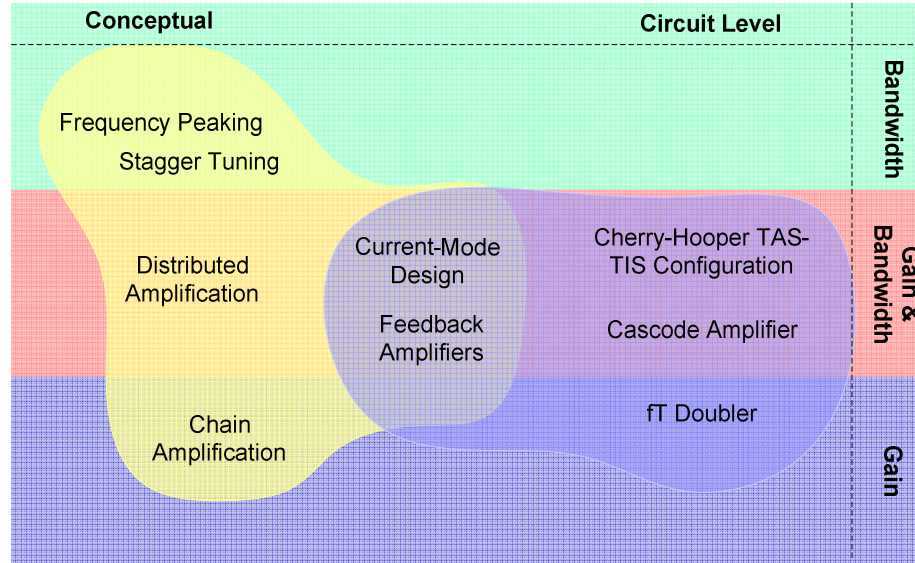 Conceptual
Circuit Level
Bandwidth
Frequency Peaking
Stagger Tuning
Gain &
Bandwidth
Distributed
Amplification
Current-Mode
Design
Feedback
Amplifiers
Cherry-Hooper TAS-
TIS Configuration
Cascode Amplifier
Chain
Amplification
fT Doubler
Gain